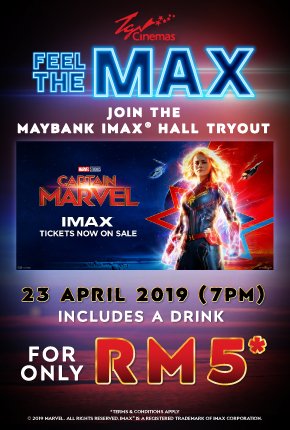 TGV
Cinemas
FEEL
THE
MAX
JOIN THE
MAYBANK IMAX® HALL TRYOUT
MARVEL STUDIOS
CAPTAIN
MARVEL
IMAX
TICKETS NOW ON SALE
23 APRIL 2019 (7PM)
INCLUDES A DRINK
FOR
ONLY
RM5*
*TERMS & CONDITIONS APPLY
© 2019 MARVEL. ALL RIGHTS RESERVED. IMAX® IS A REGISTERED TRADEMARK OF IMAX CORPORATION.